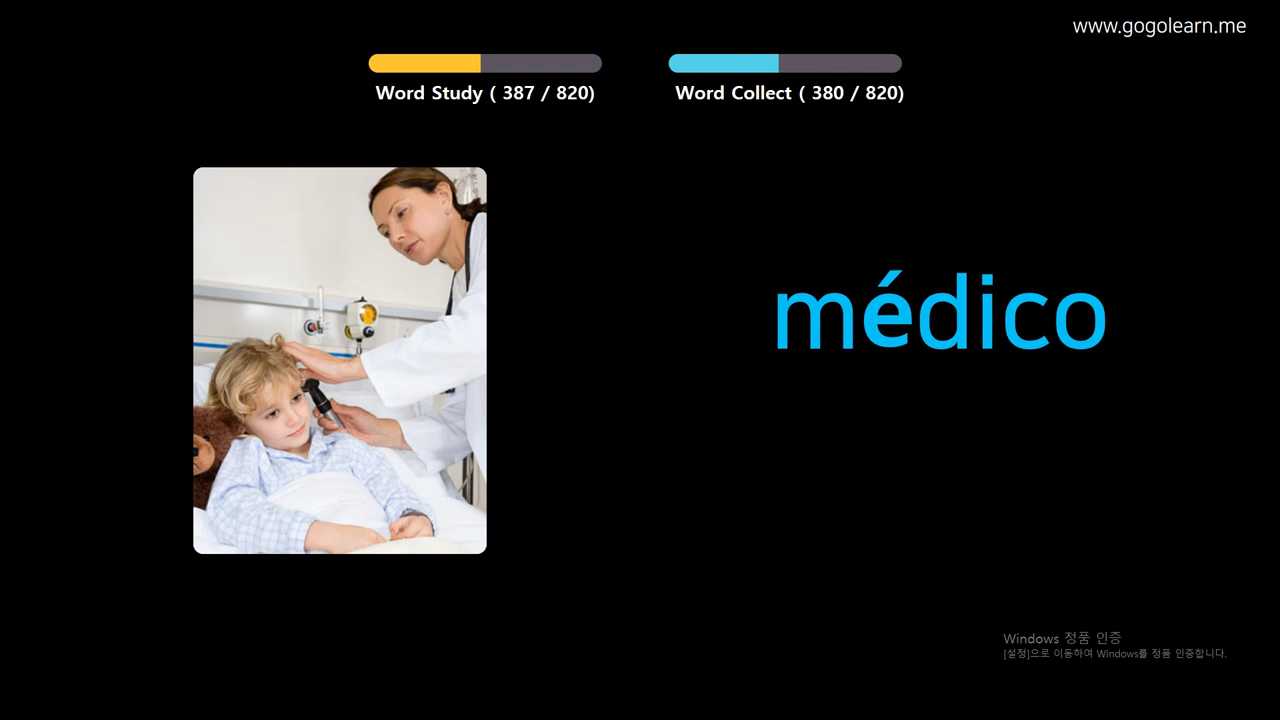 www.gogolearn.me
Word Study ( 387 / 820)
Word Collect ( 380 / 820)
médico
Windows 정품 인증
[설정]으로 이동하여 Windows를 정품 인증합니다.